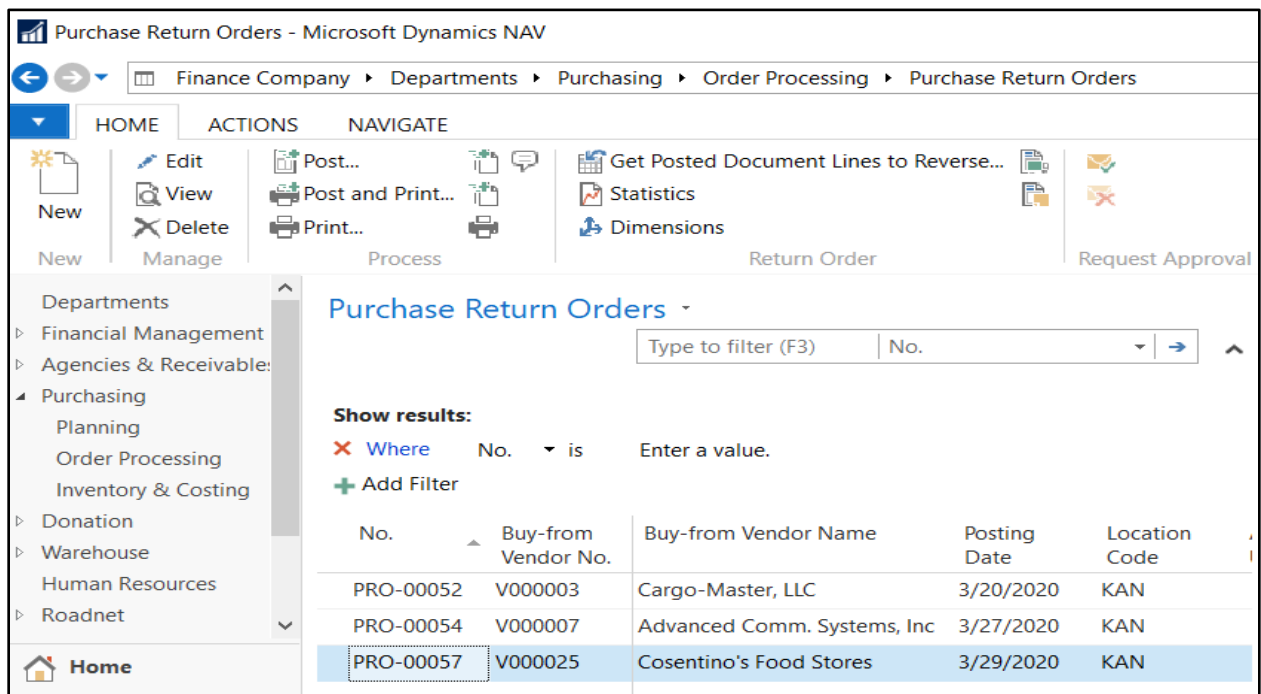 Purchase Return Orders - Microsoft Dynamics NAV
Finance Company Departments Purchasing Order Processing Purchase Return Orders
HOME ACTIONS NAVIGATE
New
Edit
View
Delete
Post...
Post and Print...
Print...
Get Posted Document Lines to Reverse...
Statistics
Dimensions
New Manage Process Return Order Request Approval
Departments
Financial Management
Agencies & Receivable
Purchasing
Planning
Order Processing
Inventory & Costing
Donation
Warehouse
Human Resources
Roadnet
Home
Purchase Return Orders
Type to filter (F3) No.
Show results:
Where No. is Enter a value.
Add Filter
No. Buy-from Vendor No. Buy-from Vendor Name Posting Date Location Code
PRO-00052 V000003 Cargo-Master, LLC 3/20/2020 KAN
PRO-00054 V000007 Advanced Comm. Systems, Inc 3/27/2020 KAN
PRO-00057 V000025 Cosentino's Food Stores 3/29/2020 KAN